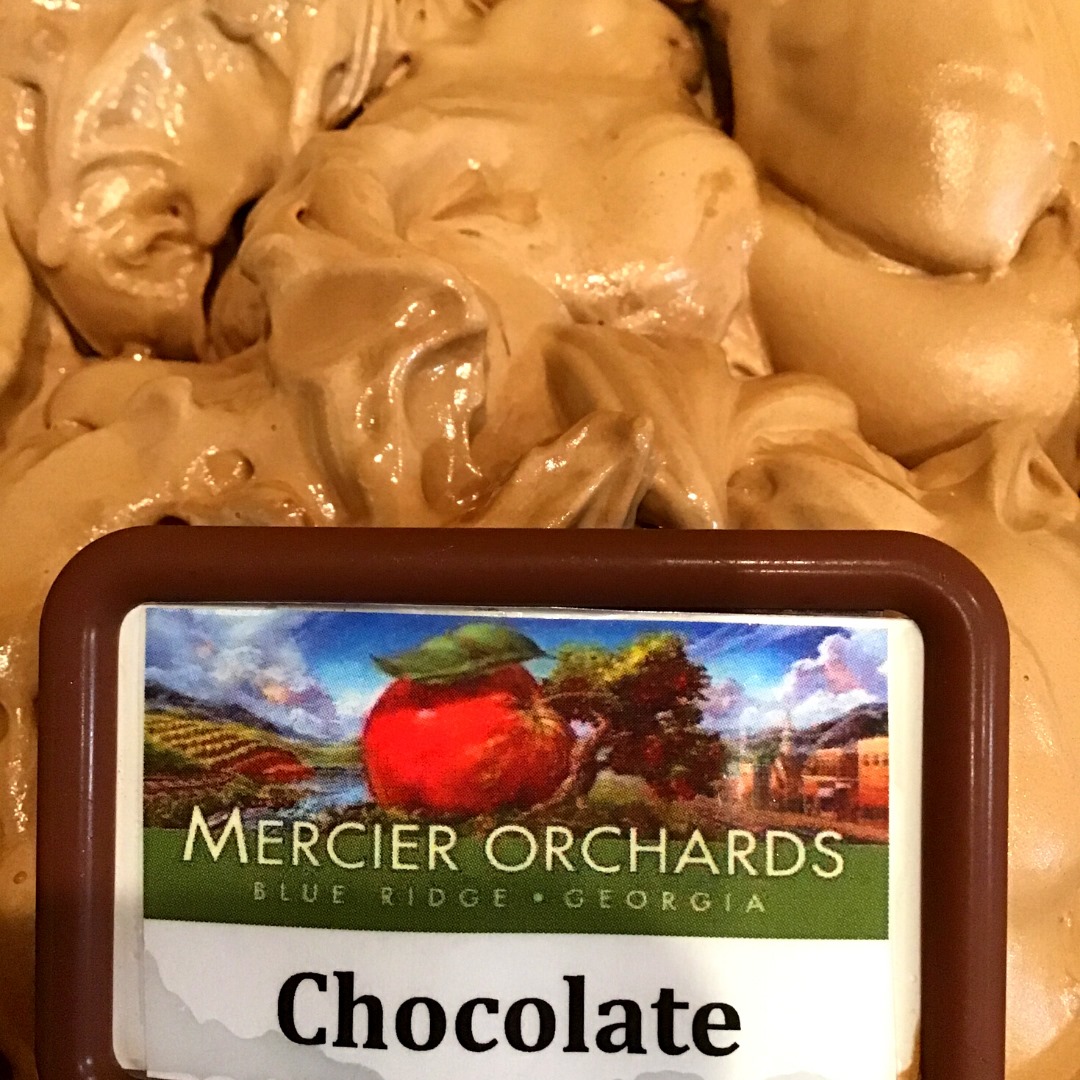 MERCIER ORCHARDS
BLUE RIDGE • GEORGIA
Chocolate